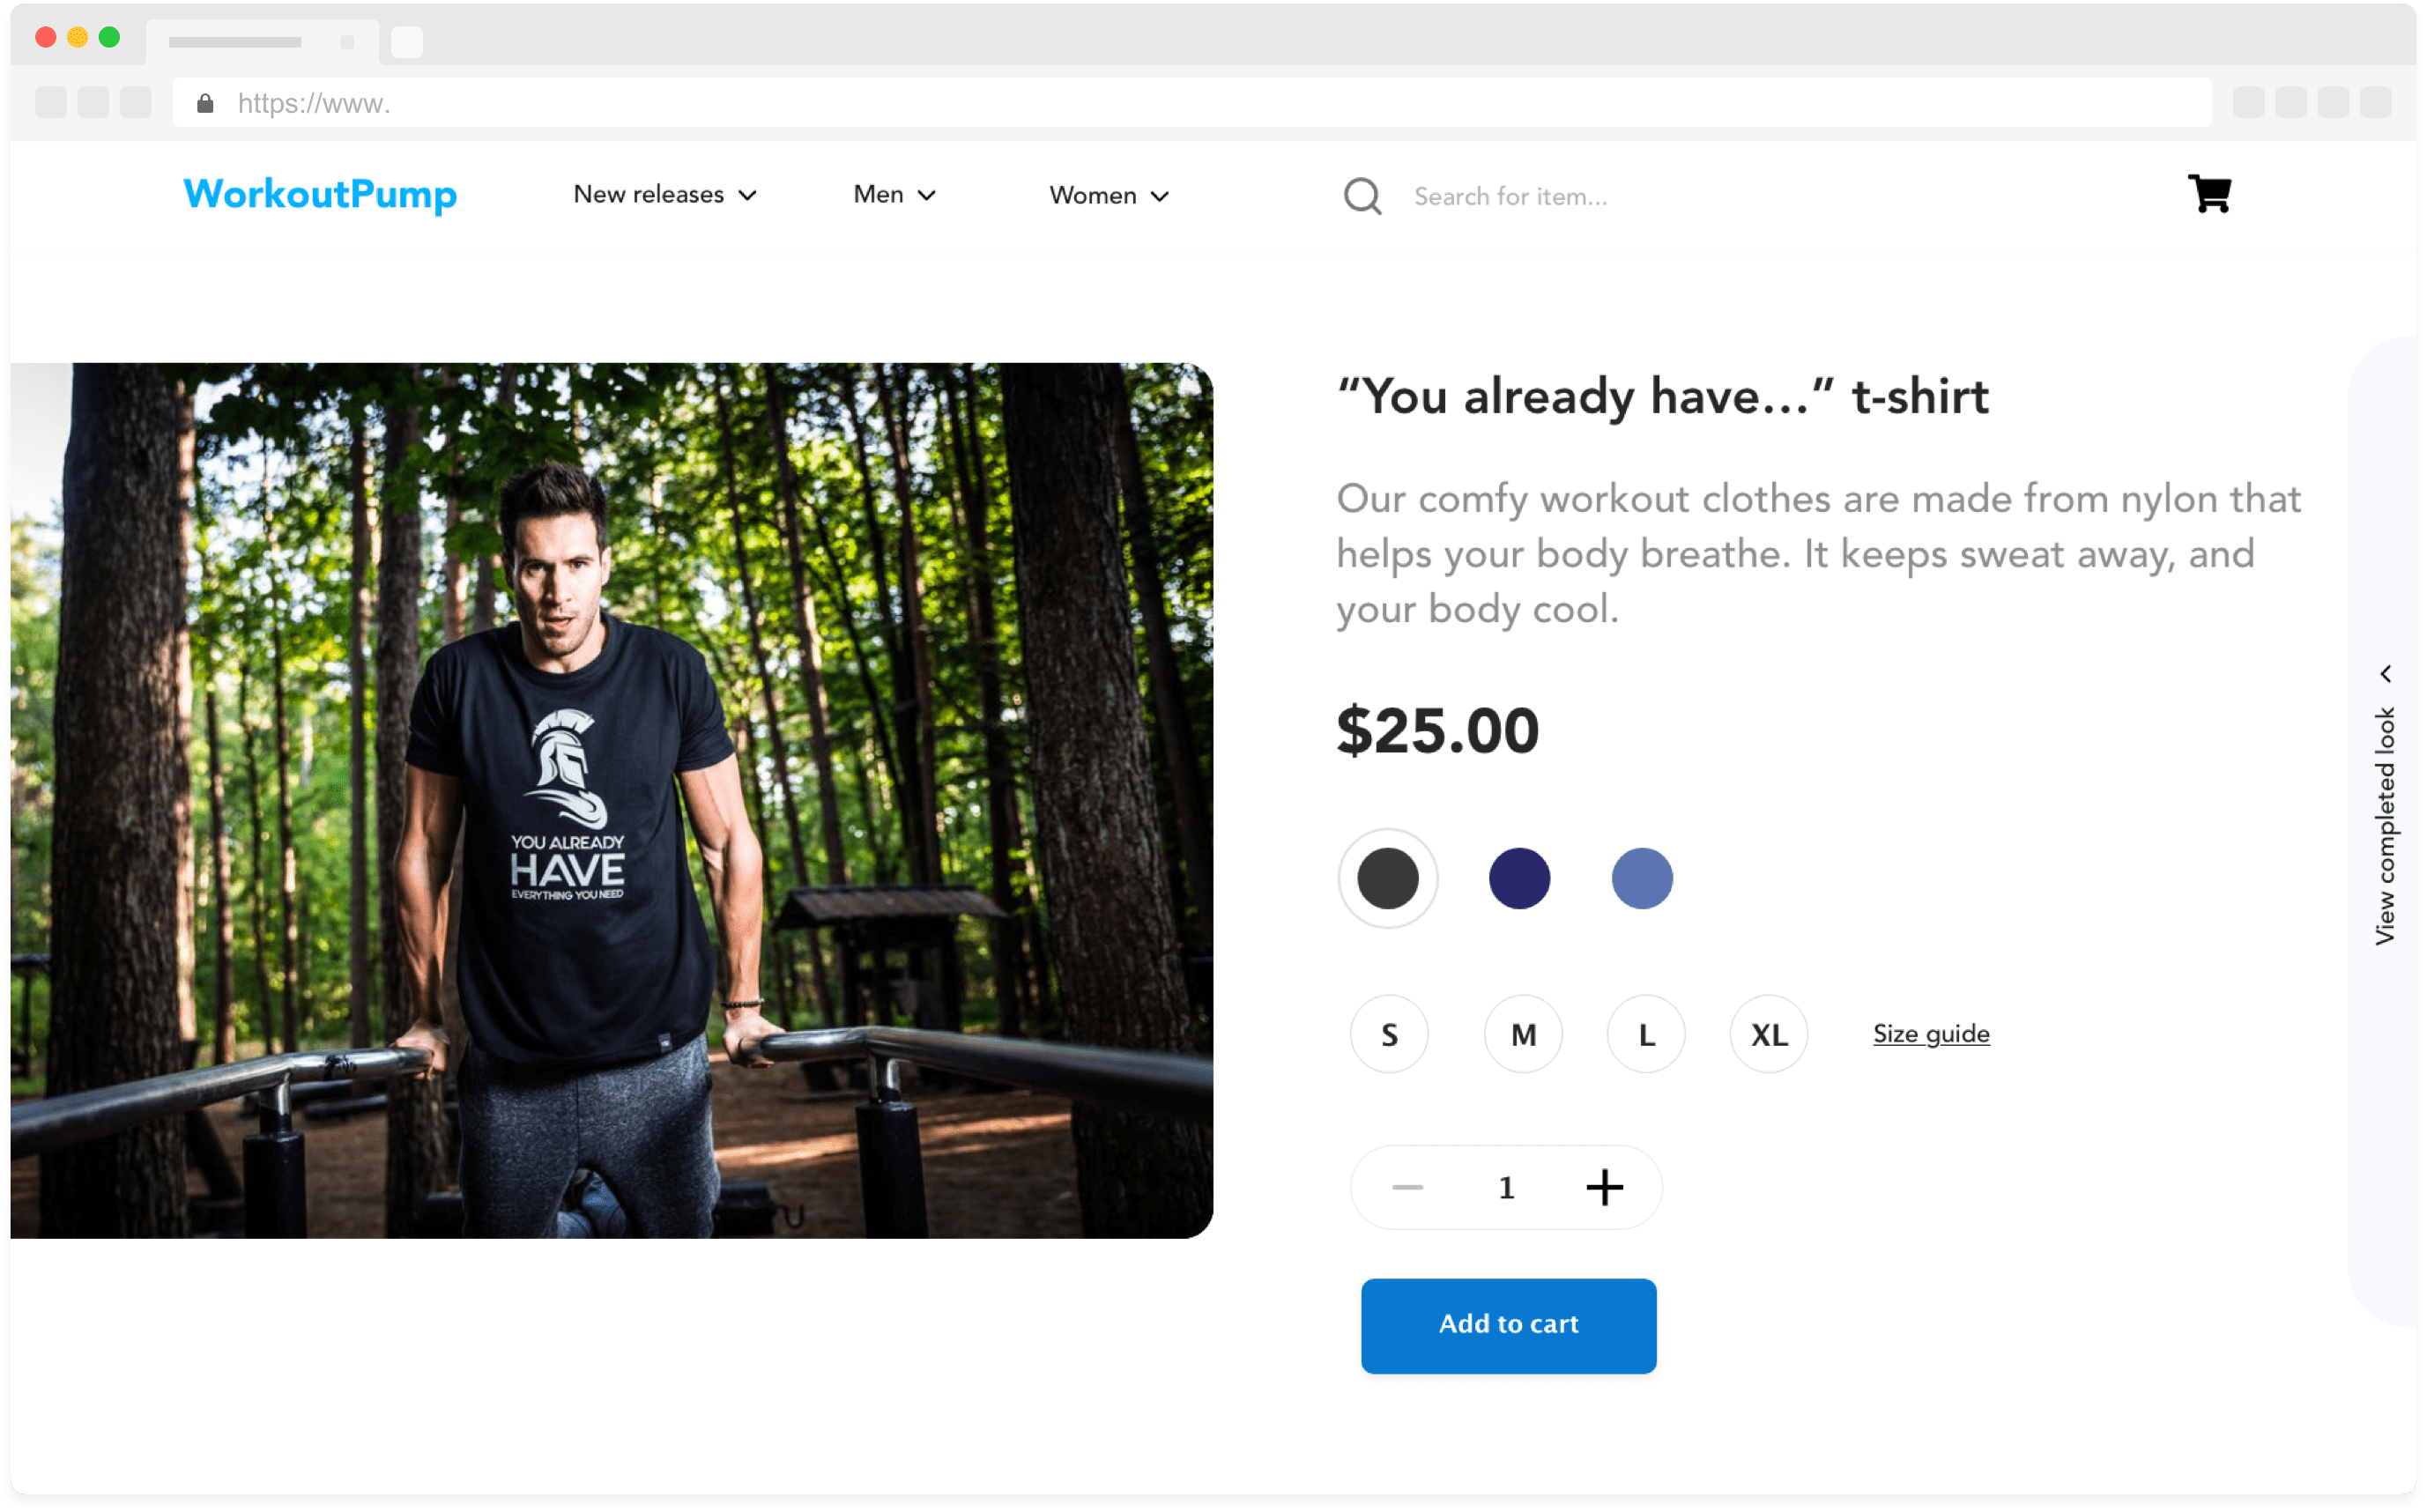 https://www.
WorkoutPump
New releases
Men
Women
Search for item...
“You already have...” t-shirt
Our comfy workout clothes are made from nylon that
helps your body breathe. It keeps sweat away, and
your body cool.
$25.00
YOU ALREADY
HAVE
EVERYTHING YOU NEED
S
M
L
XL
Size guide
1
Add to cart
View completed look